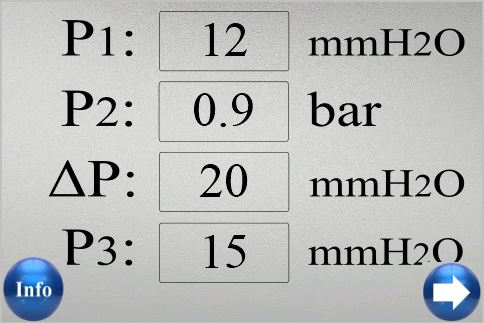 P1: 12 mmH2O
P2: 0.9 bar
ΔP: 20 mmH2O
P3: 15 mmH2O
Info